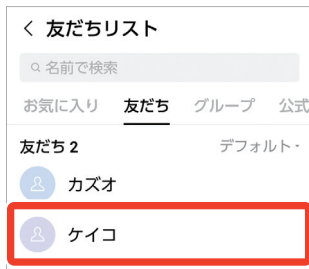 友だちリスト
名前で検索
お気に入り 友だち グループ 公式
友だち 2 デフォルト
カズオ
ケイコ